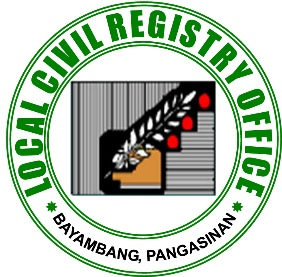 LOCAL CIVIL REGISTRY OFFICE
BAYAMBANG, PANGASINAN